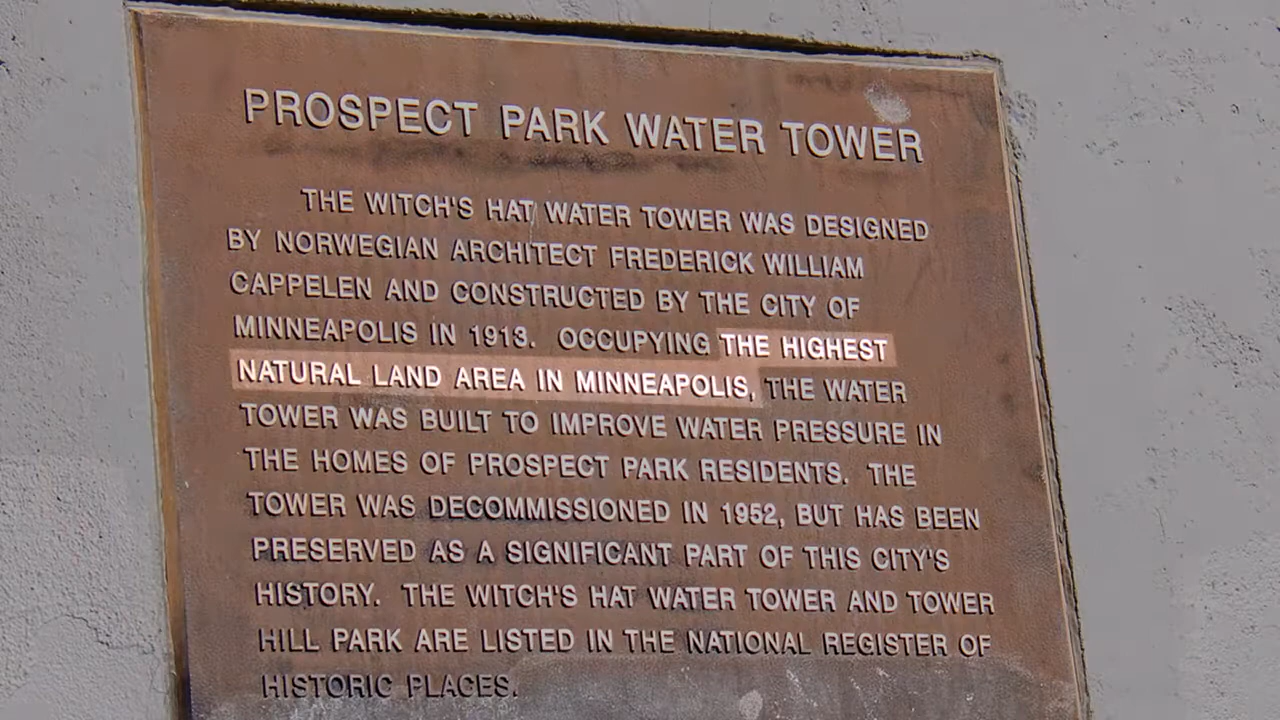 PROSPECT PARK WATER TOWER
THE WITCH'S HAT WATER TOWER WAS DESIGNED
BY NORWEGIAN ARCHITECT FREDERICK WILLIAM
CAPPELEN AND CONSTRUCTED BY THE CITY OF
MINNEAPOLIS IN 1913. OCCUPYING THE HIGHEST
NATURAL LAND AREA IN MINNEAPOLIS, THE WATER
TOWER WAS BUILT TO IMPROVE WATER PRESSURE IN
THE HOMES OF PROSPECT PARK RESIDENTS. THE
TOWER WAS DECOMMISSIONED IN 1952, BUT HAS BEEN
PRESERVED AS A SIGNIFICANT PART OF THIS CITY'S
HISTORY. THE WITCH'S HAT WATER TOWER AND TOWER
HILL PARK ARE LISTED IN THE NATIONAL REGISTER OF
HISTORIC PLACES.